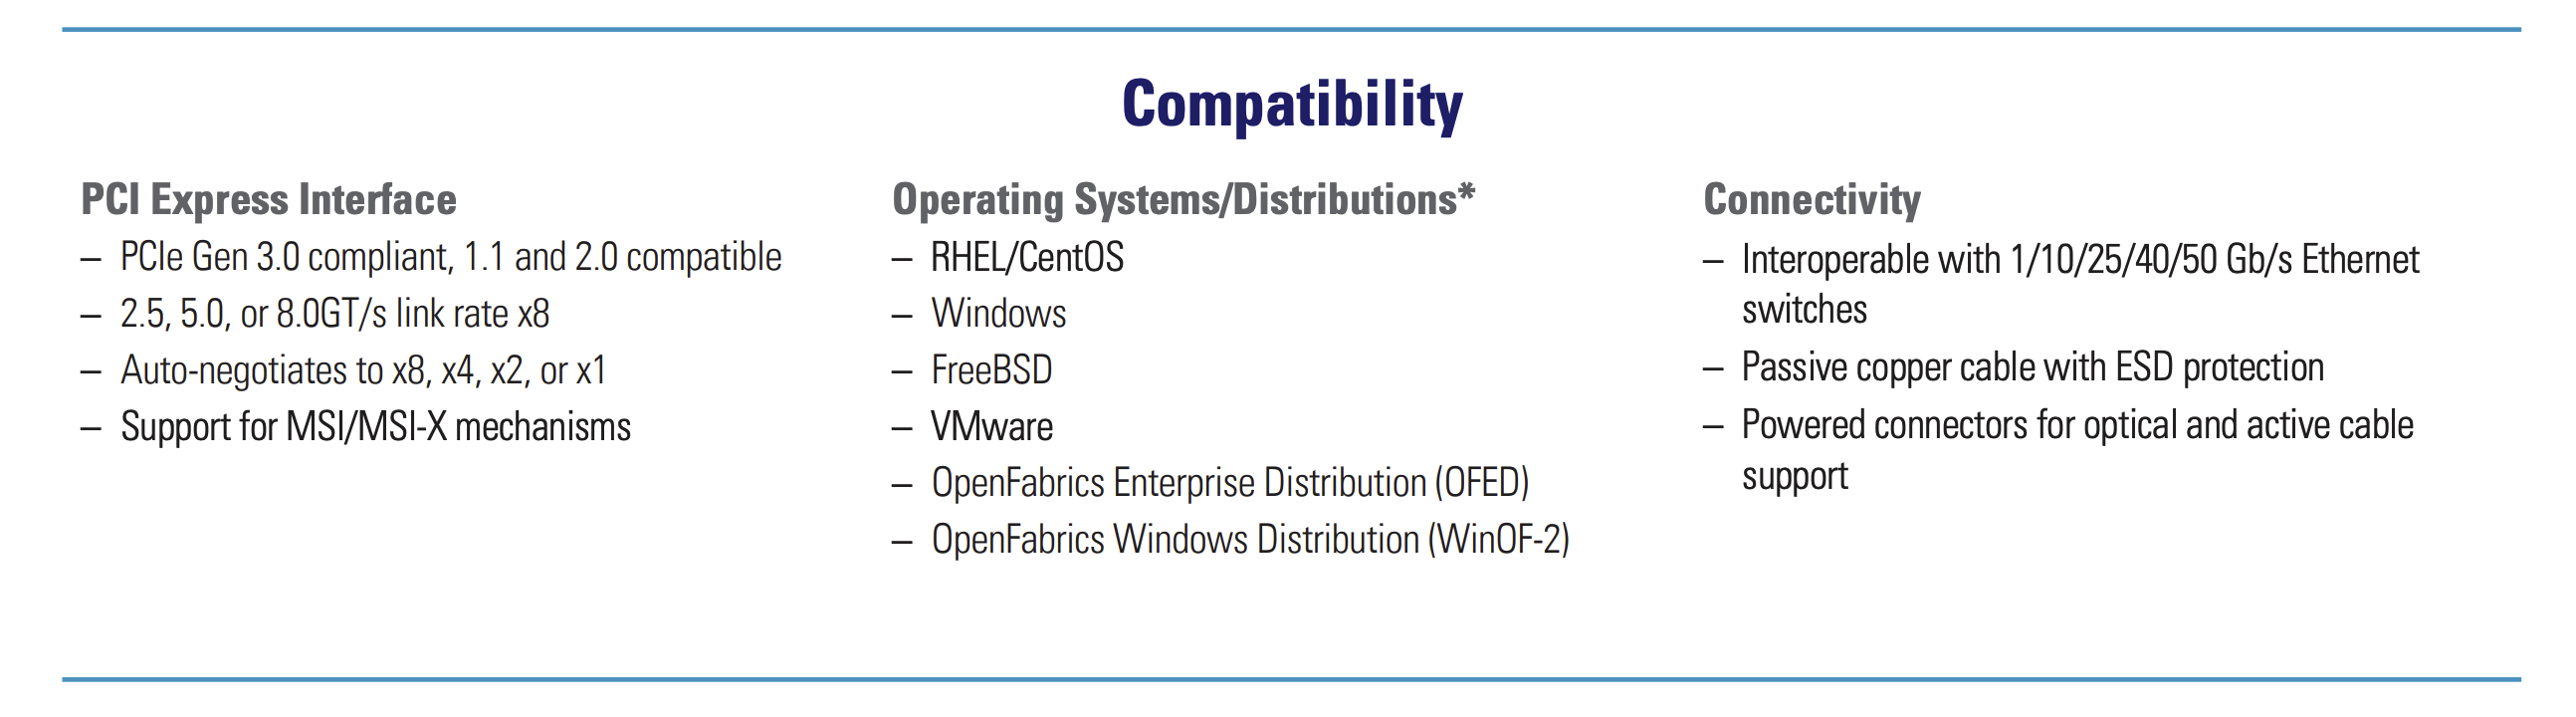 Compatibility
PCI Express Interface
– PCIe Gen 3.0 compliant, 1.1 and 2.0 compatible
– 2.5, 5.0, or 8.0GT/s link rate x8
– Auto-negotiates to x8, x4, x2, or x1
– Support for MSI/MSI-X mechanisms
Operating Systems/Distributions*
– RHEL/CentOS
– Windows
– FreeBSD
– VMware
– OpenFabrics Enterprise Distribution (OFED)
– OpenFabrics Windows Distribution (WinOF-2)
Connectivity
– Interoperable with 1/10/25/40/50 Gb/s Ethernet
switches
– Passive copper cable with ESD protection
– Powered connectors for optical and active cable
support